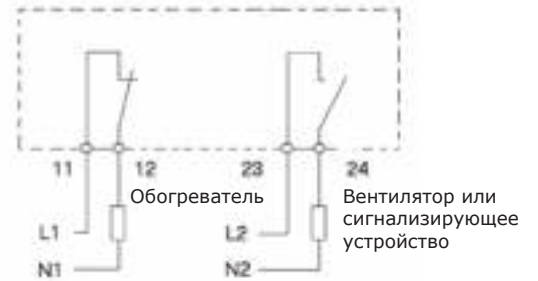 11 12 23 24
Обогреватель
Вентилятор или
сигнализирующее
устройство
L1 L2
N1 N2